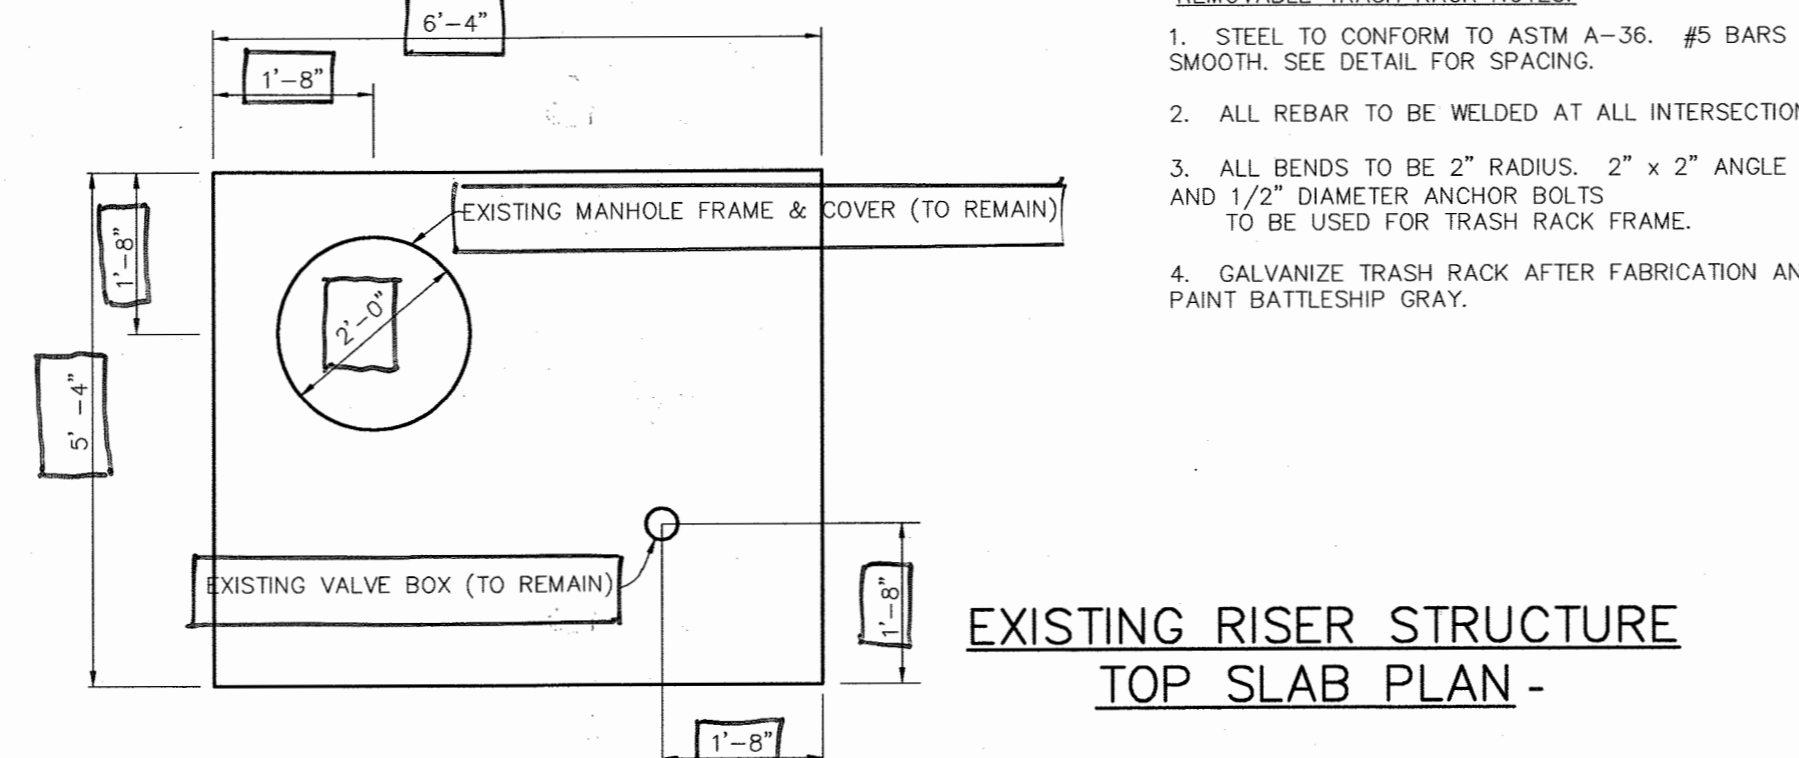 6'-4"
1'-8"
1'-8"
5' -4"
2'-0"
EXISTING MANHOLE FRAME & COVER (TO REMAIN)
EXISTING VALVE BOX (TO REMAIN)
1'-8"
1'-8"
REMOVABLE TRASH RACK NOTES:
1. STEEL TO CONFORM TO ASTM A-36. #5 BARS
SMOOTH. SEE DETAIL FOR SPACING.
2. ALL REBAR TO BE WELDED AT ALL INTERSECTION
3. ALL BENDS TO BE 2" RADIUS. 2" x 2" ANGLE
AND 1/2" DIAMETER ANCHOR BOLTS
TO BE USED FOR TRASH RACK FRAME.
4. GALVANIZE TRASH RACK AFTER FABRICATION AN
PAINT BATTLESHIP GRAY.
EXISTING RISER STRUCTURE
TOP SLAB PLAN -